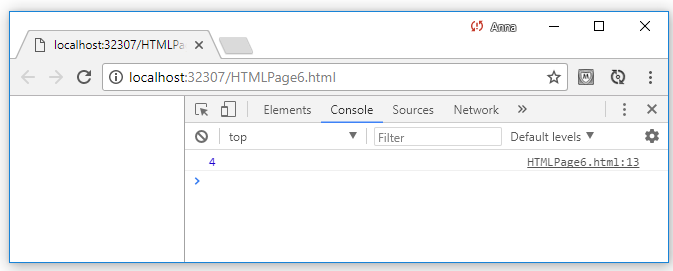 Anna
localhost:32307/HTMLPa
localhost:32307/HTMLPage6.html
Elements Console Sources Network »
top Filter Default levels
4 HTMLPage6.html:13